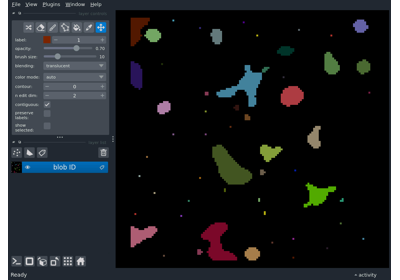 File View Plugins Window Help
label: 1
opacity: 0.70
brush size: 10
blending: translucent
color mode: auto
contour: 0
n edit dim: 2
contiguous: ✓
preserve
labels:
show
selected:
blob ID
Ready
activity